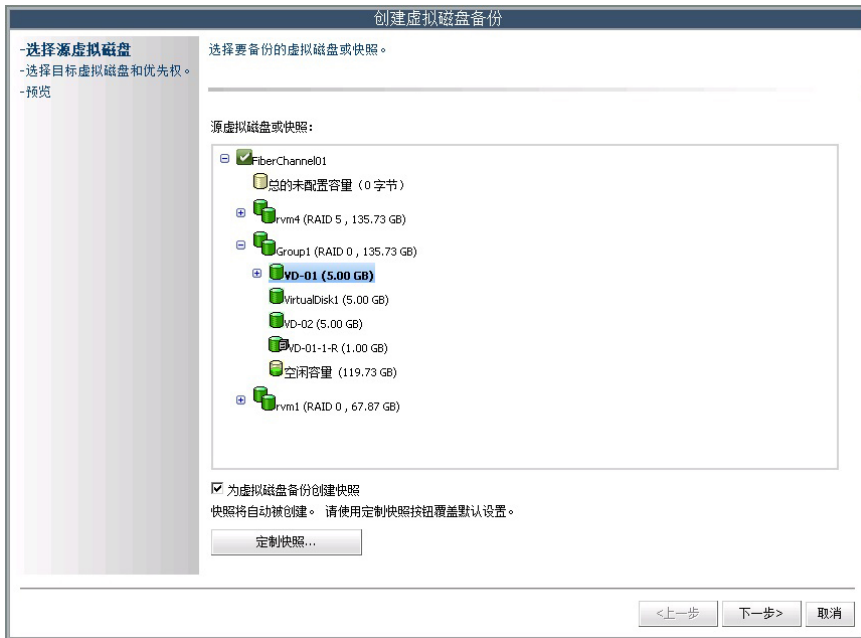 创建虚拟磁盘备份
-选择源虚拟磁盘
-选择目标虚拟磁盘和优先权。
-预览
选择要备份的虚拟磁盘或快照。
源虚拟磁盘或快照:
FiberChannel01
总的未配置容量（0 字节）
rvm4 (RAID 5 , 135.73 GB)
Group1 (RAID 0 , 135.73 GB)
VD-01 (5.00 GB)
VirtualDisk1 (5.00 GB)
VD-02 (5.00 GB)
VD-01-1-R (1.00 GB)
空闲容量 (119.73 GB)
rvm1 (RAID 0 , 67.87 GB)
为虚拟磁盘备份创建快照
快照将自动被创建。 请使用定制快照按钮覆盖默认设置。
定制快照...
<上一步 下一步> 取消